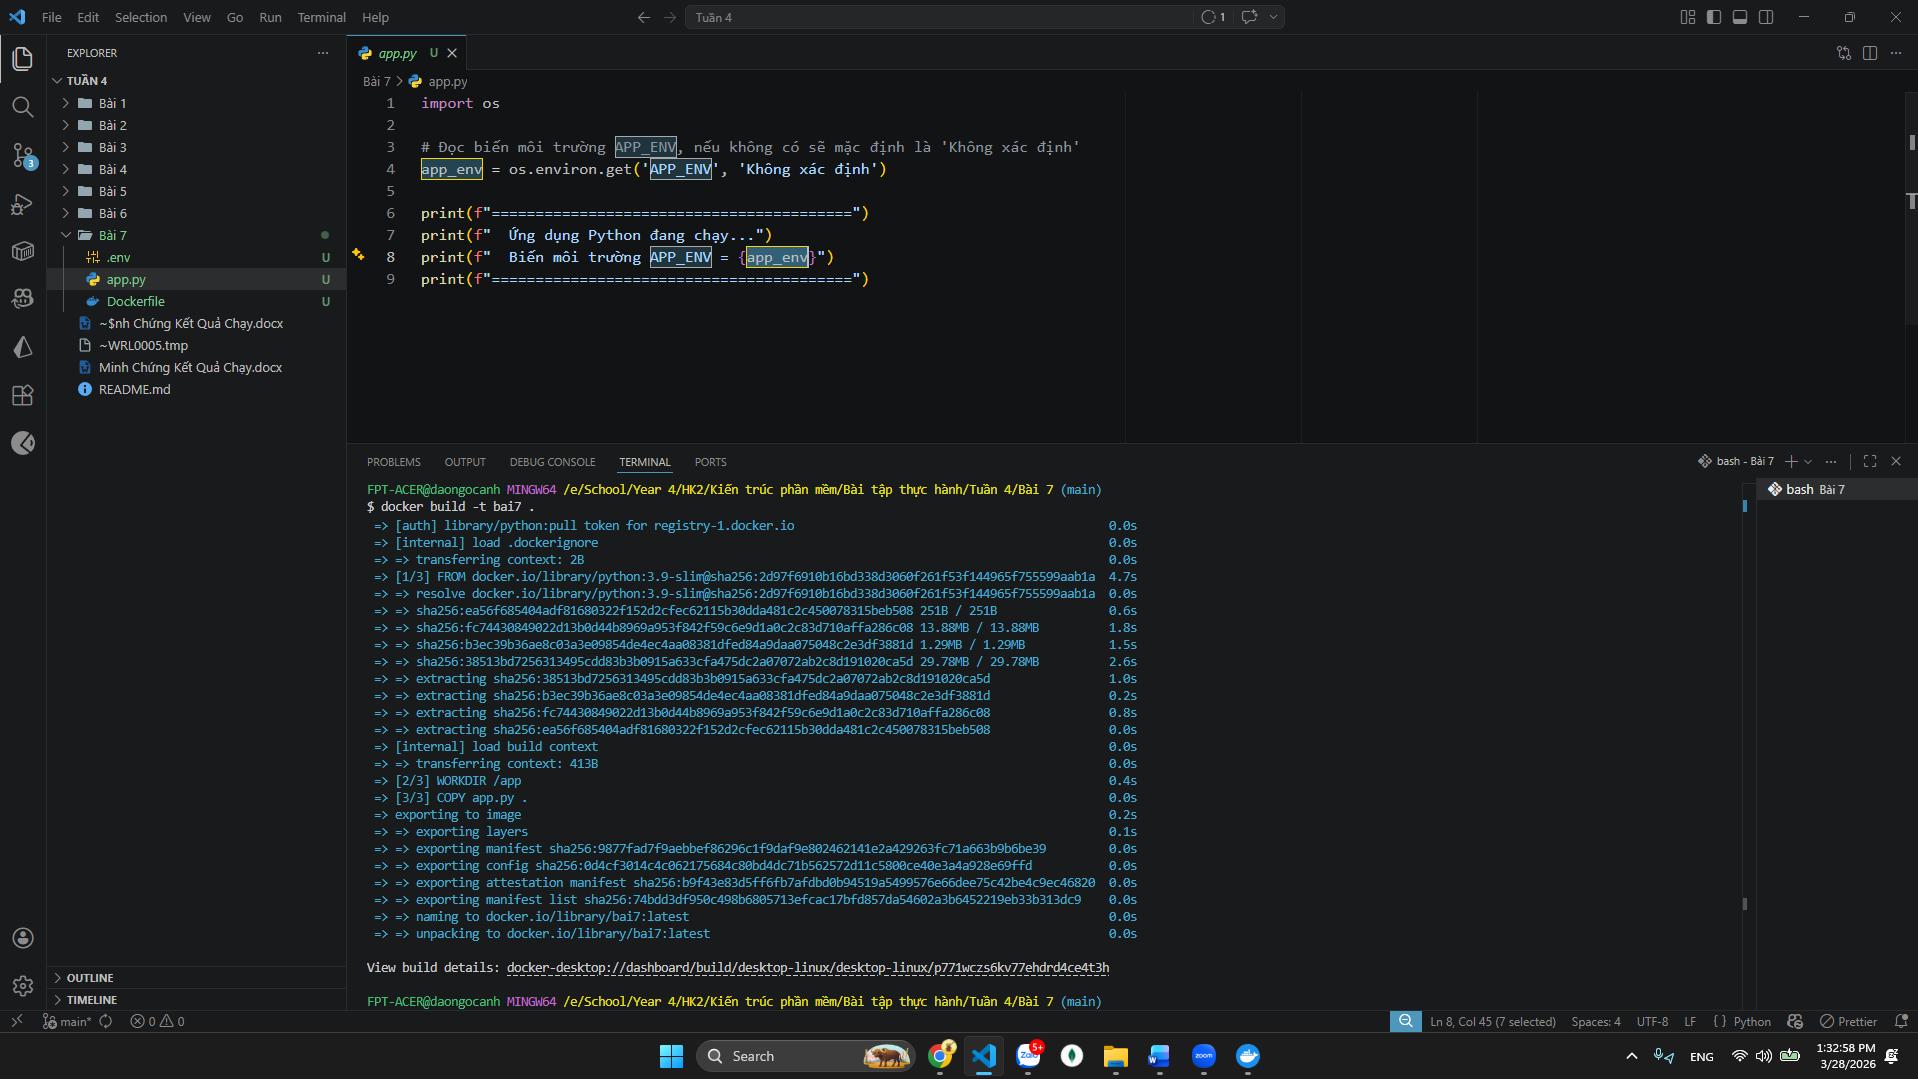 File Edit Selection View Go Run Terminal Help
Tuần 4
1
EXPLORER
TUẦN 4
Bài 1
Bài 2
Bài 3
Bài 4
Bài 5
Bài 6
Bài 7
.env U
app.py U
Dockerfile U
~$nh Chứng Kết Quả Chạy.docx
~WRL0005.tmp
Minh Chứng Kết Quả Chạy.docx
README.md
OUTLINE
TIMELINE
3
app.py U
Bài 7 > app.py
1 import os
2
3 # Đọc biến môi trường APP_ENV, nếu không có sẽ mặc định là 'Không xác định'
4 app_env = os.environ.get('APP_ENV', 'Không xác định')
5
6 print(f"=========================================")
7 print(f"  Ứng dụng Python đang chạy...")
8 print(f"  Biến môi trường APP_ENV = {app_env}")
9 print(f"=========================================")
PROBLEMS OUTPUT DEBUG CONSOLE TERMINAL PORTS
bash - Bài 7
bash Bài 7
FPT-ACER@daongocanh MINGW64 /e/School/Year 4/HK2/Kiến trúc phần mềm/Bài tập thực hành/Tuần 4/Bài 7 (main)
$ docker build -t bai7 .
=> [auth] library/python:pull token for registry-1.docker.io 0.0s
=> [internal] load .dockerignore 0.0s
=> => transferring context: 2B 0.0s
=> [1/3] FROM docker.io/library/python:3.9-slim@sha256:2d97f6910b16bd338d3060f261f53f144965f755599aab1a 4.7s
=> => resolve docker.io/library/python:3.9-slim@sha256:2d97f6910b16bd338d3060f261f53f144965f755599aab1a 0.0s
=> => sha256:ea56f685404adf81680322f152d2cfec62115b30dda481c2c450078315beb508 251B / 251B 0.6s
=> => sha256:fc74430849022d13b0d44b8969a953f842f59c6e9d1a0c2c83d710affa286c08 13.88MB / 13.88MB 1.8s
=> => sha256:b3ec39b36ae8c03a3e09854de4ec4aa08381dfed84a9daa075048c2e3df3881d 1.29MB / 1.29MB 1.5s
=> => sha256:38513bd7256313495cdd83b3b0915a633cfa475dc2a07072ab2c8d191020ca5d 29.78MB / 29.78MB 2.6s
=> => extracting sha256:38513bd7256313495cdd83b3b0915a633cfa475dc2a07072ab2c8d191020ca5d 1.0s
=> => extracting sha256:b3ec39b36ae8c03a3e09854de4ec4aa08381dfed84a9daa075048c2e3df3881d 0.2s
=> => extracting sha256:fc74430849022d13b0d44b8969a953f842f59c6e9d1a0c2c83d710affa286c08 0.8s
=> => extracting sha256:ea56f685404adf81680322f152d2cfec62115b30dda481c2c450078315beb508 0.0s
=> [internal] load build context 0.0s
=> => transferring context: 413B 0.0s
=> [2/3] WORKDIR /app 0.4s
=> [3/3] COPY app.py . 0.0s
=> exporting to image 0.2s
=> => exporting layers 0.1s
=> => exporting manifest sha256:9877fad7f9aebbef86296c1f9daf9e802462141e2a429263fc71a663b9b6be39 0.0s
=> => exporting config sha256:0d4cf3014c4c062175684c80bd4dc71b562572d11c5800ce40e3a4a928e69ffd 0.0s
=> => exporting attestation manifest sha256:b9f43e83d5ff6fb7afdbd0b94519a5499576e66dee75c42be4c9ec46820 0.0s
=> => exporting manifest list sha256:74bdd3df950c498b6805713efcac17bfd857da54602a3b6452219eb33b313dc9 0.0s
=> => naming to docker.io/library/bai7:latest 0.0s
=> => unpacking to docker.io/library/bai7:latest 0.0s
View build details: docker-desktop://dashboard/build/desktop-linux/desktop-linux/p771wczs6kv77ehdrd4ce4t3h
FPT-ACER@daongocanh MINGW64 /e/School/Year 4/HK2/Kiến trúc phần mềm/Bài tập thực hành/Tuần 4/Bài 7 (main)
main* 0 0
Ln 8, Col 45 (7 selected) Spaces: 4 UTF-8 LF { } Python Prettier
Search
Zalo
5+
zoom
ENG
1:32:58 PM
3/28/2026